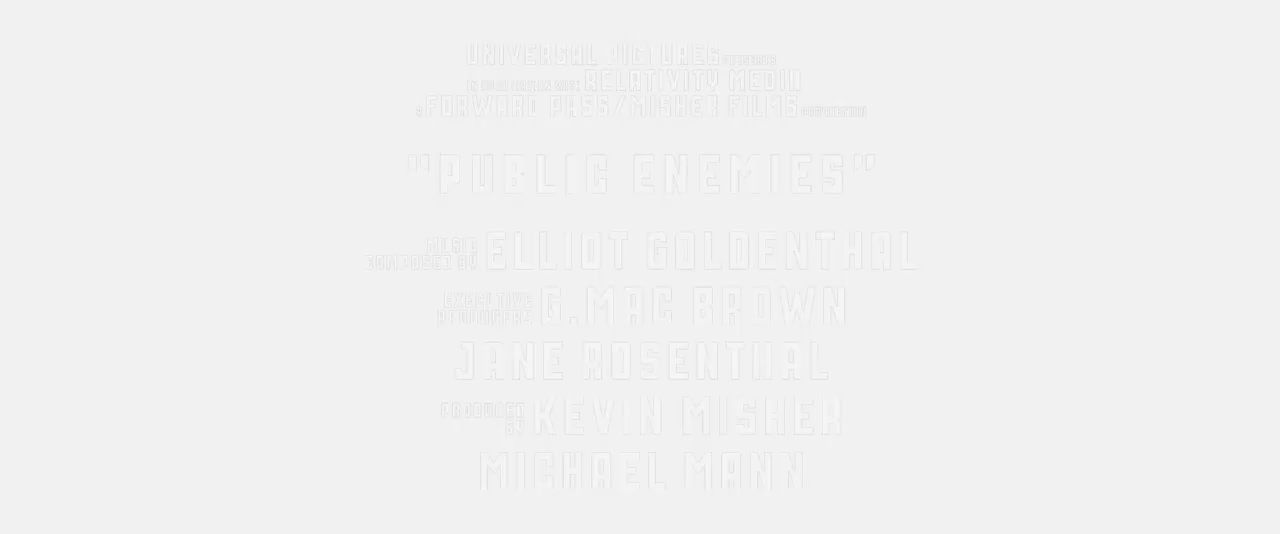 UNIVERSAL PICTURES PRESENTS
IN ASSOCIATION WITH RELATIVITY MEDIA
A FORWARD PASS/MISHER FILMS PRODUCTION
"PUBLIC ENEMIES"
MUSIC COMPOSED BY ELLIOT GOLDENTHAL
EXECUTIVE PRODUCERS G. MAC BROWN
JANE ROSENTHAL
PRODUCED BY KEVIN MISHER
MICHAEL MANN